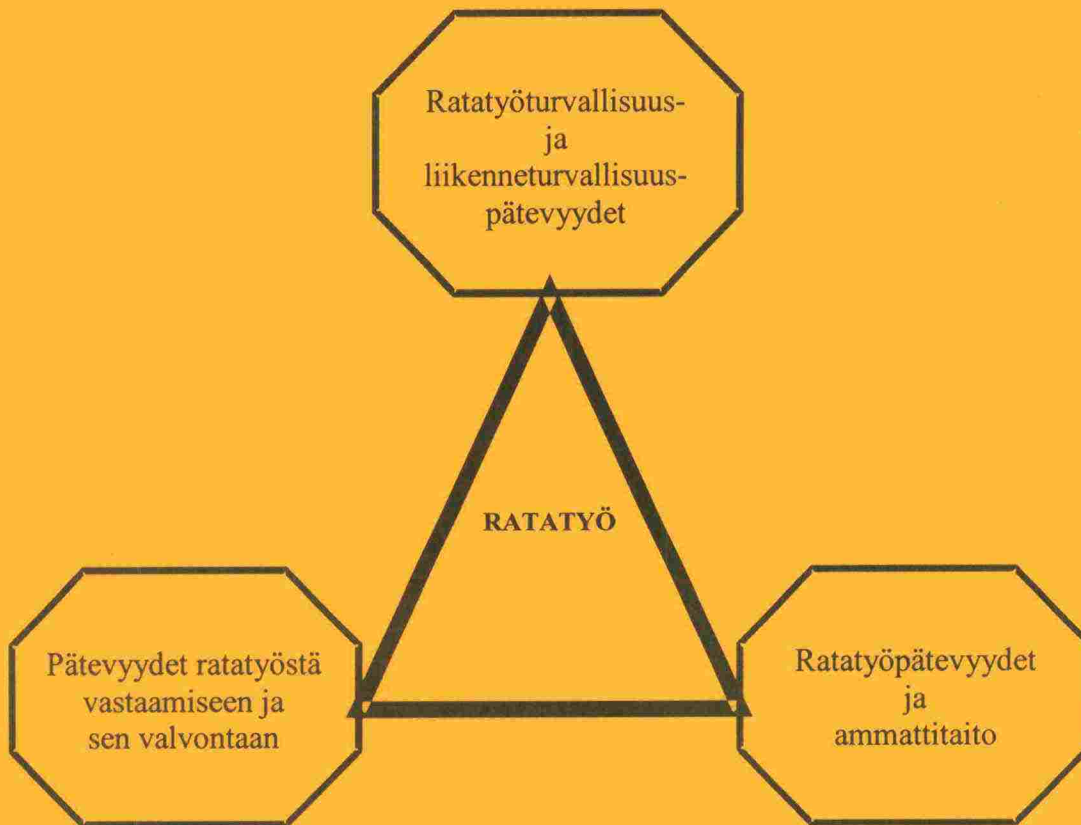 Ratatyöturvallisuus-
ja
liikenneturvallisuus-
pätevyydet
RATATYÖ
Pätevyydet ratatyöstä
vastaamiseen ja
sen valvontaan
Ratatyöpätevyydet
ja
ammattitaito